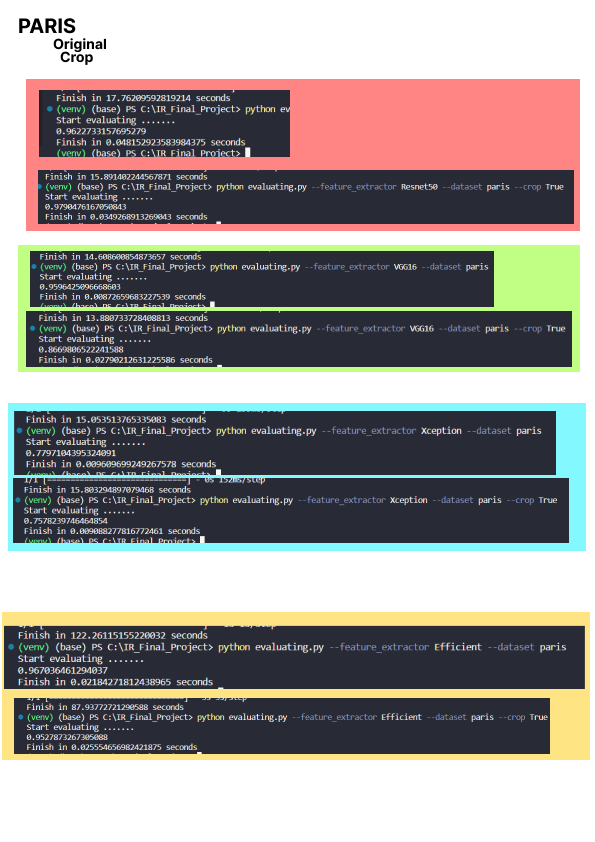 PARIS
Original
Crop
Finish in 17.76209592819214 seconds
(venv) (base) PS C:\IR_Final_Project> python ev
Start evaluating .......
0.9622733157695279
Finish in 0.048152923583984375 seconds
(venv) (base) PS C:\IR_Final_Project>
Finish in 15.891402244567871 seconds
(venv) (base) PS C:\IR_Final_Project> python evaluating.py --feature_extractor Resnet50 --dataset paris --crop True
Start evaluating .......
0.9790476167050843
Finish in 0.0349268913269043 seconds
Finish in 14.608600854873657 seconds
(venv) (base) PS C:\IR_Final_Project> python evaluating.py --feature_extractor VGG16 --dataset paris
Start evaluating .......
0.9596425096668603
Finish in 0.00872659683227539 seconds
(venv) (base) PS C:\IR_Final_Project>
Finish in 13.880733728408813 seconds
(venv) (base) PS C:\IR_Final_Project> python evaluating.py --feature_extractor VGG16 --dataset paris --crop True
Start evaluating .......
0.8669806522241588
Finish in 0.02790212631225586 seconds
Finish in 15.053513765335083 seconds
(venv) (base) PS C:\IR_Final_Project> python evaluating.py --feature_extractor Xception --dataset paris
Start evaluating .......
0.7797104395324091
Finish in 0.009609699249267578 seconds
(venv) (base) PS C:\IR_Final_Project>
1/1 [==============================] - 0s 152ms/step
Finish in 15.803294897079468 seconds
(venv) (base) PS C:\IR_Final_Project> python evaluating.py --feature_extractor Xception --dataset paris --crop True
Start evaluating .......
0.7578239746464854
Finish in 0.009088277816772461 seconds
(venv) (base) PS C:\IR_Final_Project>
Finish in 122.26115155220032 seconds
(venv) (base) PS C:\IR_Final_Project> python evaluating.py --feature_extractor Efficient --dataset paris
Start evaluating .......
0.967036461294037
Finish in 0.02184271812438965 seconds
Finish in 87.93772721290588 seconds
(venv) (base) PS C:\IR_Final_Project> python evaluating.py --feature_extractor Efficient --dataset paris --crop True
Start evaluating .......
0.9527873267305088
Finish in 0.025554656982421875 seconds